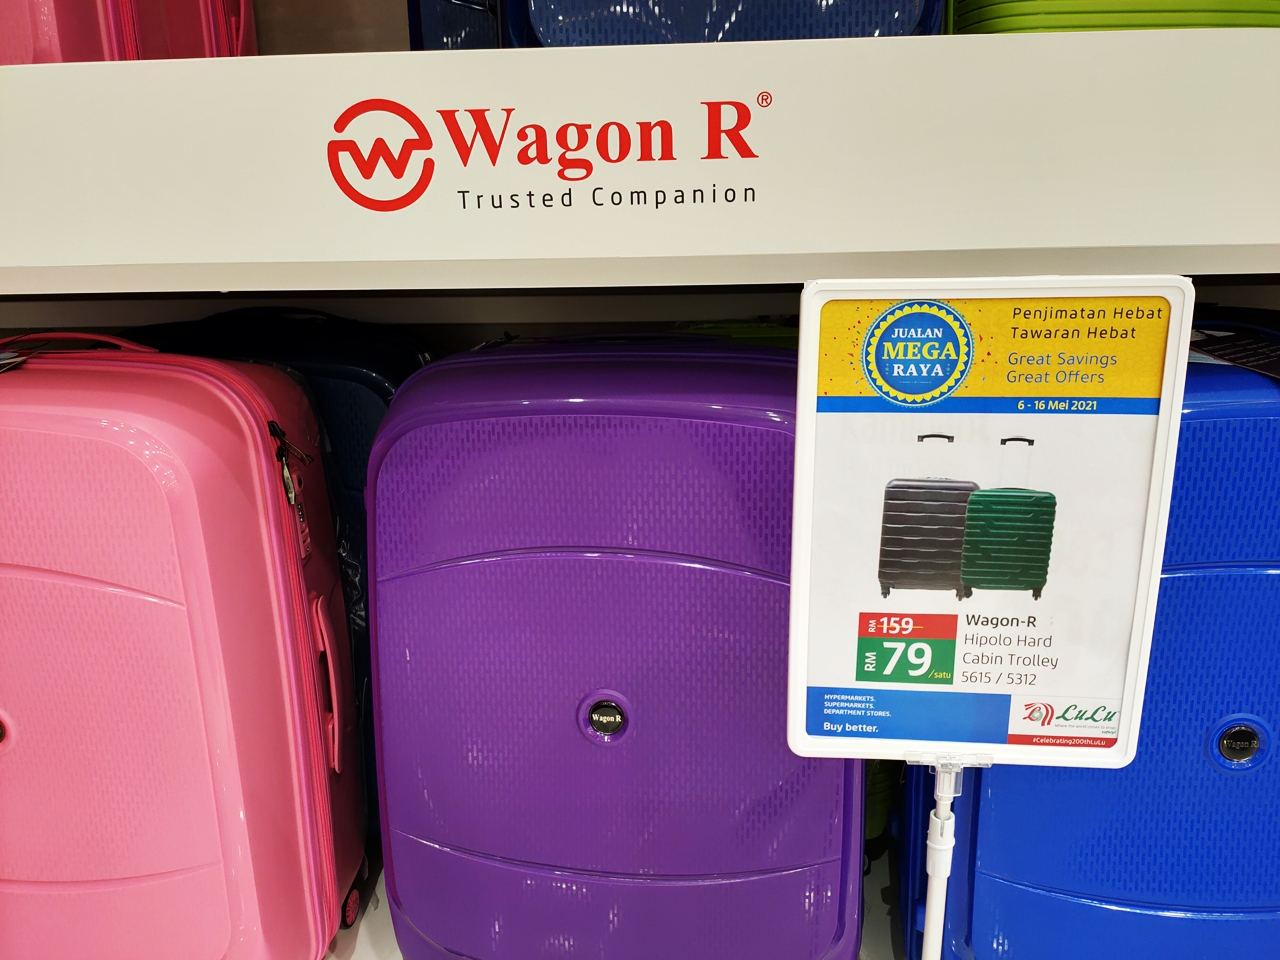 Wagon R®
Trusted Companion
JUALAN
MEGA
RAYA
Penjimatan Hebat
Tawaran Hebat
Great Savings
Great Offers
6 - 16 Mei 2021
RM 159
RM 79/satu
Wagon-R
Hipolo Hard
Cabin Trolley
5615 / 5312
HYPERMARKETS.
SUPERMARKETS.
DEPARTMENT STORES.
Buy better.
LuLu
#Celebrating200thLuLu
Wagon R
Wagon R